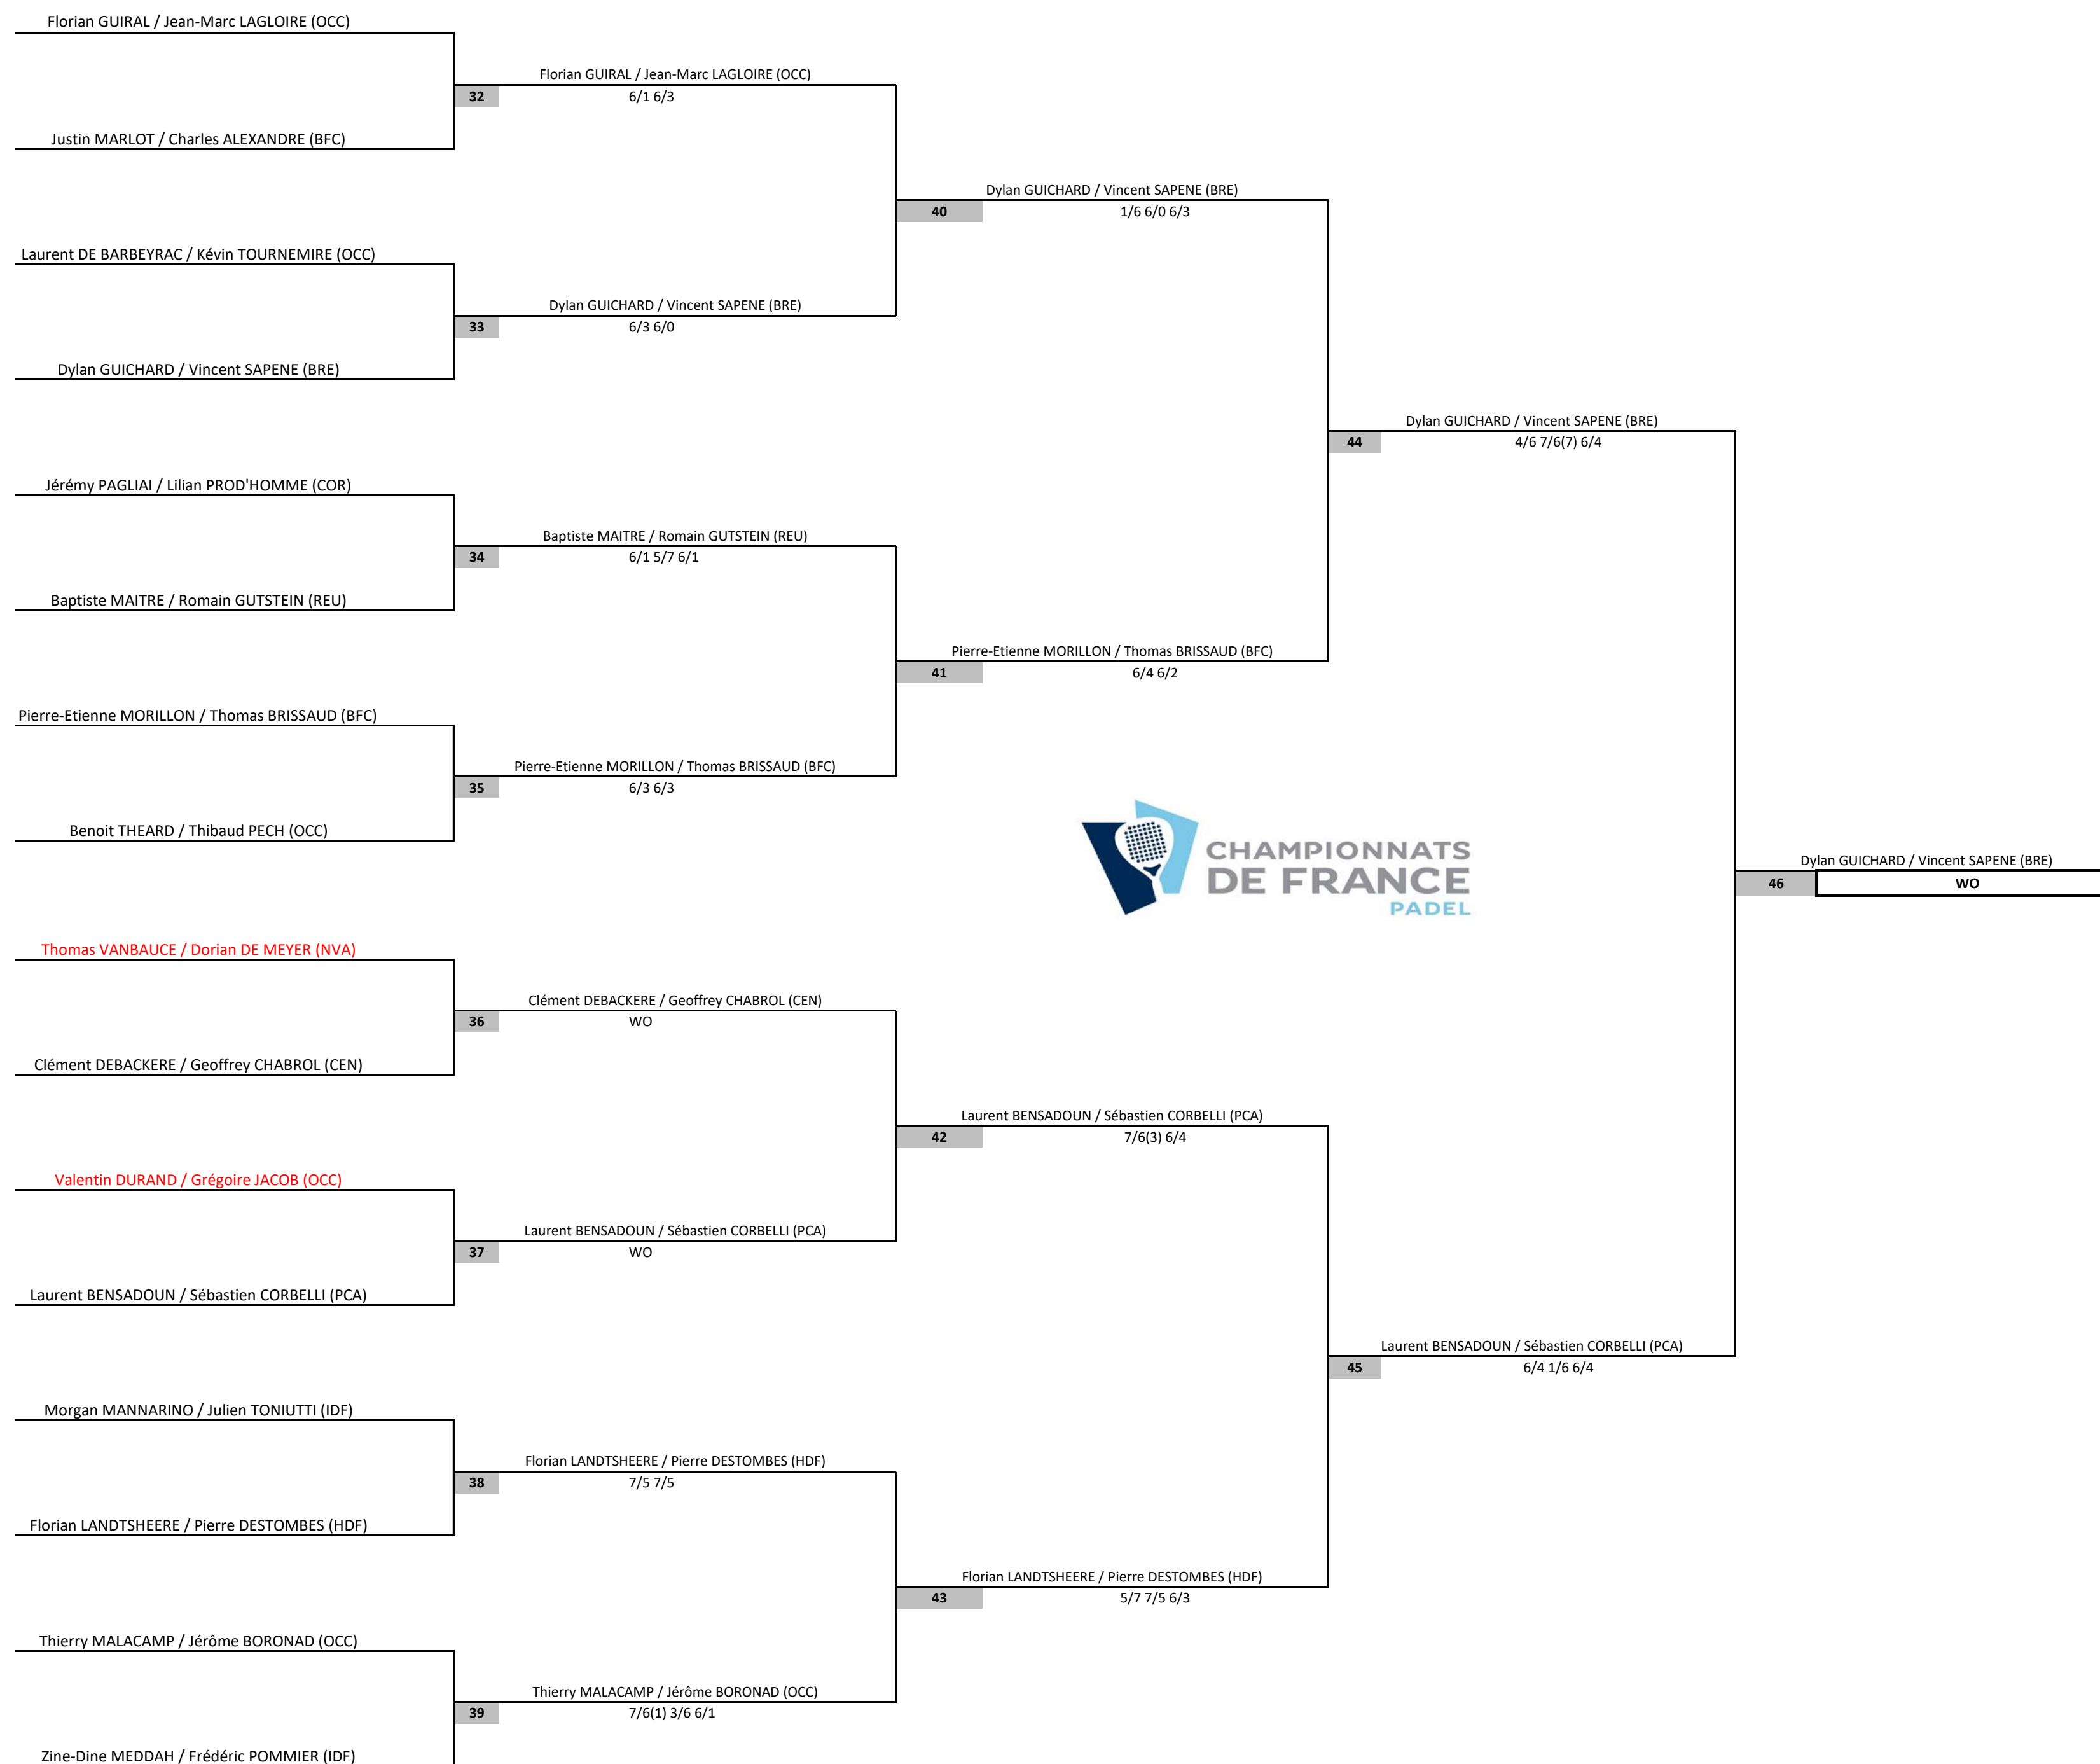 Florian GUIRAL / Jean-Marc LAGLOIRE (OCC)
Florian GUIRAL / Jean-Marc LAGLOIRE (OCC)
32
6/1 6/3
Justin MARLOT / Charles ALEXANDRE (BFC)
Dylan GUICHARD / Vincent SAPENE (BRE)
40
1/6 6/0 6/3
Laurent DE BARBEYRAC / Kévin TOURNEMIRE (OCC)
Dylan GUICHARD / Vincent SAPENE (BRE)
33
6/3 6/0
Dylan GUICHARD / Vincent SAPENE (BRE)
Dylan GUICHARD / Vincent SAPENE (BRE)
44
4/6 7/6(7) 6/4
Jérémy PAGLIAI / Lilian PROD'HOMME (COR)
Baptiste MAITRE / Romain GUTSTEIN (REU)
34
6/1 5/7 6/1
Baptiste MAITRE / Romain GUTSTEIN (REU)
Pierre-Etienne MORILLON / Thomas BRISSAUD (BFC)
41
6/4 6/2
Pierre-Etienne MORILLON / Thomas BRISSAUD (BFC)
Pierre-Etienne MORILLON / Thomas BRISSAUD (BFC)
35
6/3 6/3
Benoit THEARD / Thibaud PECH (OCC)
CHAMPIONNATS
DE FRANCE
PADEL
Dylan GUICHARD / Vincent SAPENE (BRE)
46
WO
Thomas VANBAUCE / Dorian DE MEYER (NVA)
Clément DEBACKERE / Geoffrey CHABROL (CEN)
36
WO
Clément DEBACKERE / Geoffrey CHABROL (CEN)
Laurent BENSADOUN / Sébastien CORBELLI (PCA)
42
7/6(3) 6/4
Valentin DURAND / Grégoire JACOB (OCC)
Laurent BENSADOUN / Sébastien CORBELLI (PCA)
37
WO
Laurent BENSADOUN / Sébastien CORBELLI (PCA)
Laurent BENSADOUN / Sébastien CORBELLI (PCA)
45
6/4 1/6 6/4
Morgan MANNARINO / Julien TONIUTTI (IDF)
Florian LANDTSHEERE / Pierre DESTOMBES (HDF)
38
7/5 7/5
Florian LANDTSHEERE / Pierre DESTOMBES (HDF)
Florian LANDTSHEERE / Pierre DESTOMBES (HDF)
43
5/7 7/5 6/3
Thierry MALACAMP / Jérôme BORONAD (OCC)
Thierry MALACAMP / Jérôme BORONAD (OCC)
39
7/6(1) 3/6 6/1
Zine-Dine MEDDAH / Frédéric POMMIER (IDF)